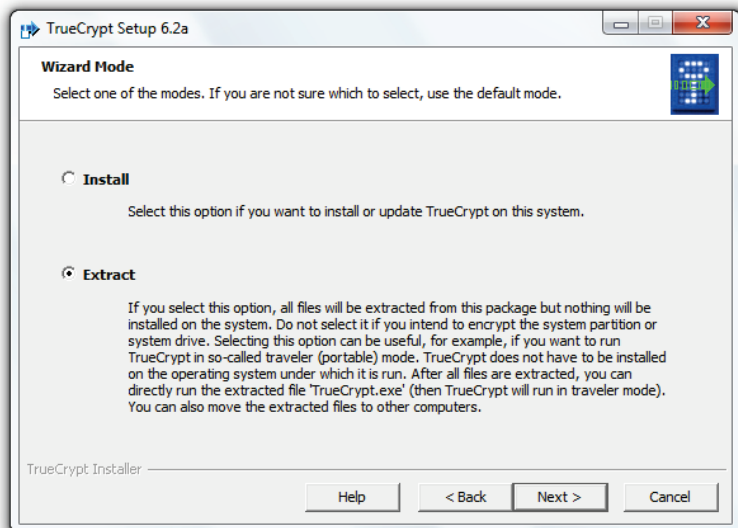 TrueCrypt Setup 6.2a
Wizard Mode
Select one of the modes. If you are not sure which to select, use the default mode.
Install
Select this option if you want to install or update TrueCrypt on this system.
Extract
If you select this option, all files will be extracted from this package but nothing will be
installed on the system. Do not select it if you intend to encrypt the system partition or
system drive. Selecting this option can be useful, for example, if you want to run
TrueCrypt in so-called traveler (portable) mode. TrueCrypt does not have to be installed
on the operating system under which it is run. After all files are extracted, you can
directly run the extracted file 'TrueCrypt.exe' (then TrueCrypt will run in traveler mode).
You can also move the extracted files to other computers.
TrueCrypt Installer
Help < Back Next > Cancel